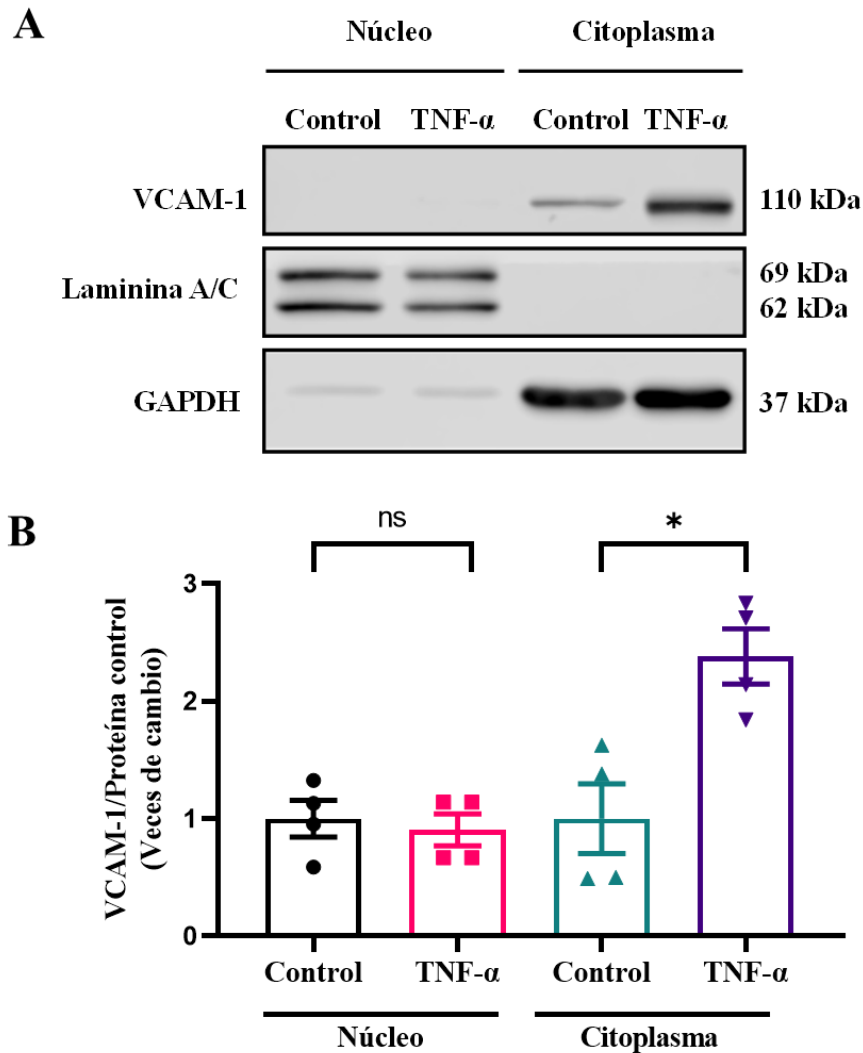 A
Núcleo Citoplasma
Control TNF-α Control TNF-α
VCAM-1 110 kDa
Laminina A/C 69 kDa
62 kDa
GAPDH 37 kDa
B
ns *
VCAM-1/Proteína control
(Veces de cambio)
3
2
1
0
Control TNF-α Control TNF-α
Núcleo Citoplasma